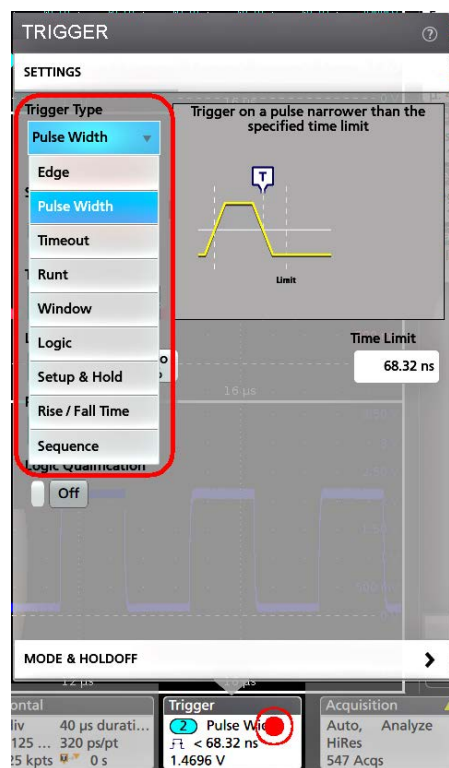 TRIGGER
?
SETTINGS
Trigger Type
Pulse Width
Edge
Pulse Width
Timeout
Runt
Window
Logic
Setup & Hold
Rise / Fall Time
Sequence
Trigger on a pulse narrower than the
specified time limit
T
Limit
Time Limit
68.32 ns
16 µs
Logic Qualification
Off
MODE & HOLDOFF
12 µs
16 µs
Trigger
2 Pulse
< 68.32 ns
1.4696 V
40 µs durati...
125 ... 320 ps/pt
kpts 0 s
Acquisition
Auto, Analyze
HiRes
547 Acqs